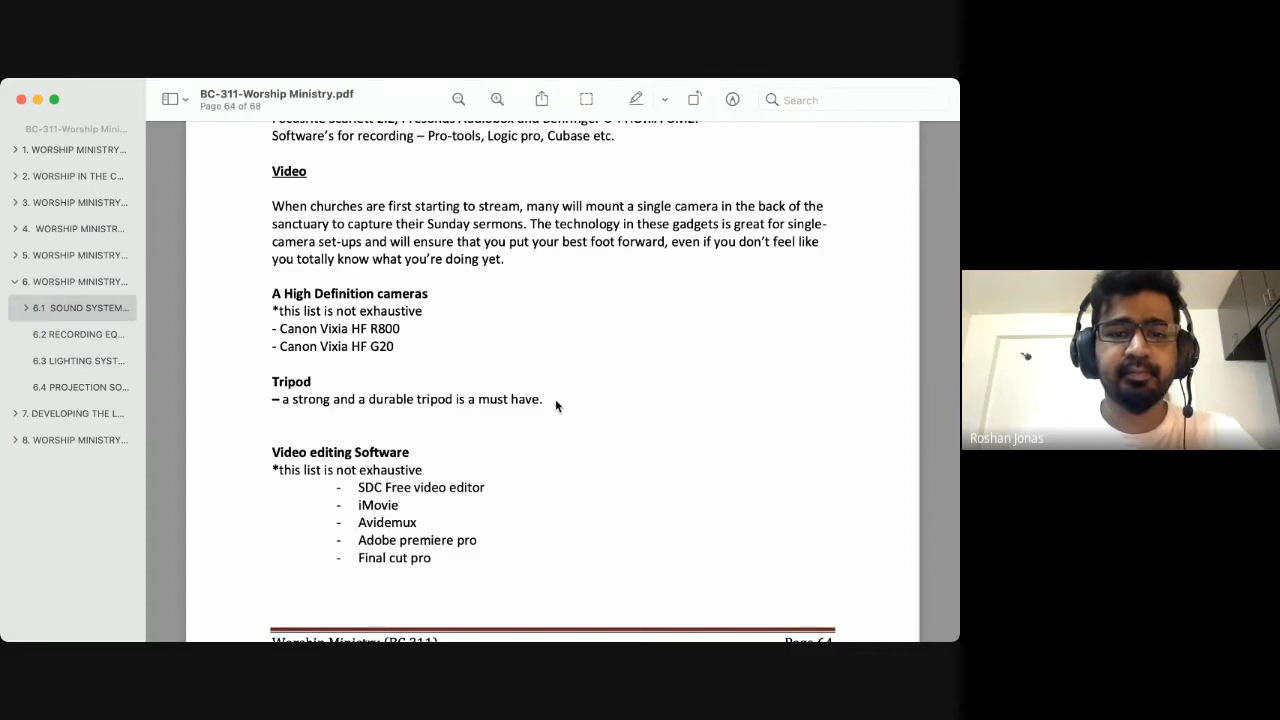 BC-311-Worship Ministry.pdf
Page 64 of 68
Search
BC-311-Worship Mini...
1. WORSHIP MINISTRY...
2. WORSHIP IN THE C...
3. WORSHIP MINISTRY...
4. WORSHIP MINISTR...
5. WORSHIP MINISTRY...
6. WORSHIP MINISTRY...
6.1 SOUND SYSTEM...
6.2 RECORDING EQ...
6.3 LIGHTING SYST...
6.4 PROJECTION SO...
7. DEVELOPING THE L...
8. WORSHIP MINISTRY...
Software's for recording – Pro-tools, Logic pro, Cubase etc.
Video
When churches are first starting to stream, many will mount a single camera in the back of the
sanctuary to capture their Sunday sermons. The technology in these gadgets is great for single-
camera set-ups and will ensure that you put your best foot forward, even if you don't feel like
you totally know what you're doing yet.
A High Definition cameras
*this list is not exhaustive
- Canon Vixia HF R800
- Canon Vixia HF G20
Tripod
– a strong and a durable tripod is a must have.
Video editing Software
*this list is not exhaustive
- SDC Free video editor
- iMovie
- Avidemux
- Adobe premiere pro
- Final cut pro
Worship Ministry (BC 311) Page 64
Roshan Jonas